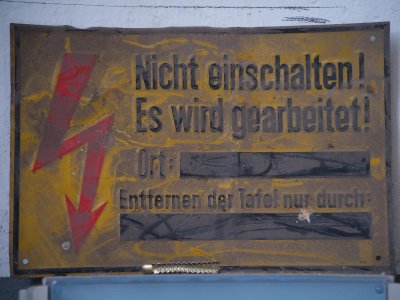 Nicht einschalten!
Es wird gearbeitet!
Ort:
Entfernen der Tafel nur durch: